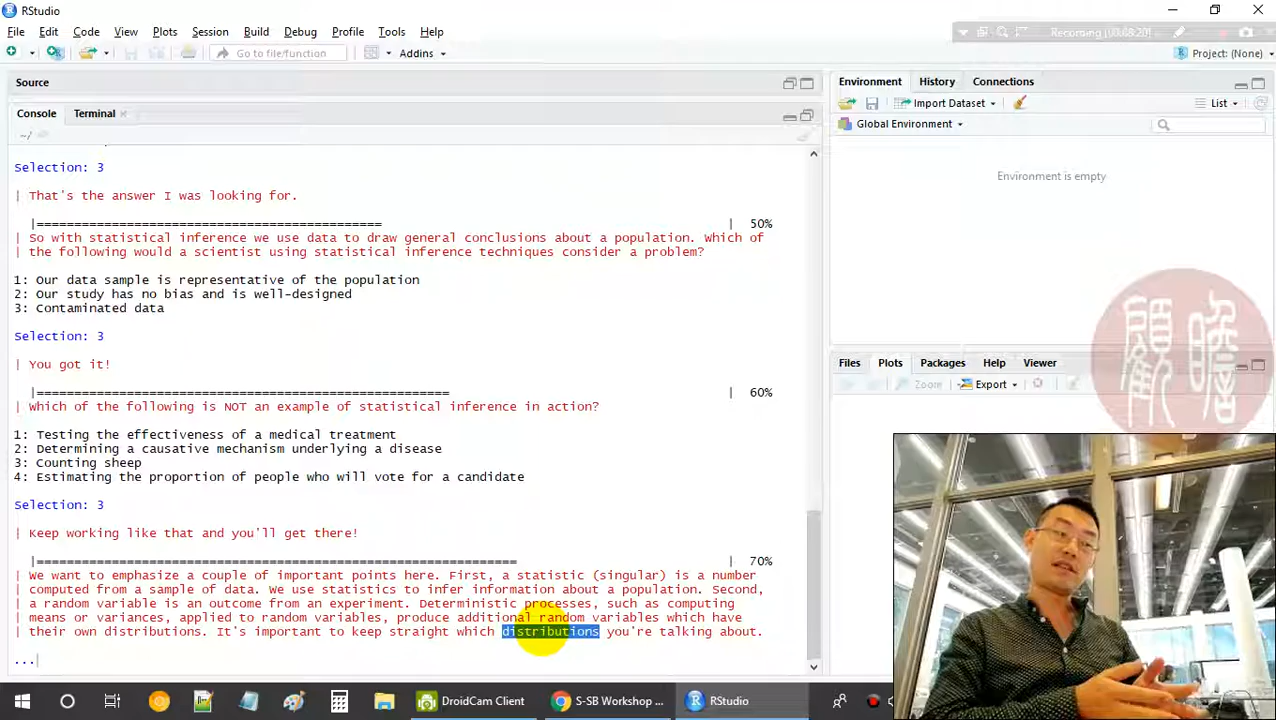 RStudio
File Edit Code View Plots Session Build Debug Profile Tools Help
Recording [00:08:20]
Go to file/function
Addins
Project: (None)
Source
Environment History Connections
Import Dataset
List
Console Terminal
Global Environment
~/
Environment is empty
Selection: 3
| That's the answer I was looking for.
|============================================== | 50%
| So with statistical inference we use data to draw general conclusions about a population. Which of
| the following would a scientist using statistical inference techniques consider a problem?
1: Our data sample is representative of the population
2: Our study has no bias and is well-designed
3: Contaminated data
Selection: 3
| You got it!
|======================================================= | 60%
| Which of the following is NOT an example of statistical inference in action?
1: Testing the effectiveness of a medical treatment
2: Determining a causative mechanism underlying a disease
3: Counting sheep
4: Estimating the proportion of people who will vote for a candidate
Selection: 3
| Keep working like that and you'll get there!
|================================================================ | 70%
| We want to emphasize a couple of important points here. First, a statistic (singular) is a number
| computed from a sample of data. We use statistics to infer information about a population. Second,
| a random variable is an outcome from an experiment. Deterministic processes, such as computing
| means or variances, applied to random variables, produce additional random variables which have
| their own distributions. It's important to keep straight which distributions you're talking about.
...
Files Plots Packages Help Viewer
Zoom Export
顧 瞻
DroidCam Client
S-SB Workshop ...
RStudio